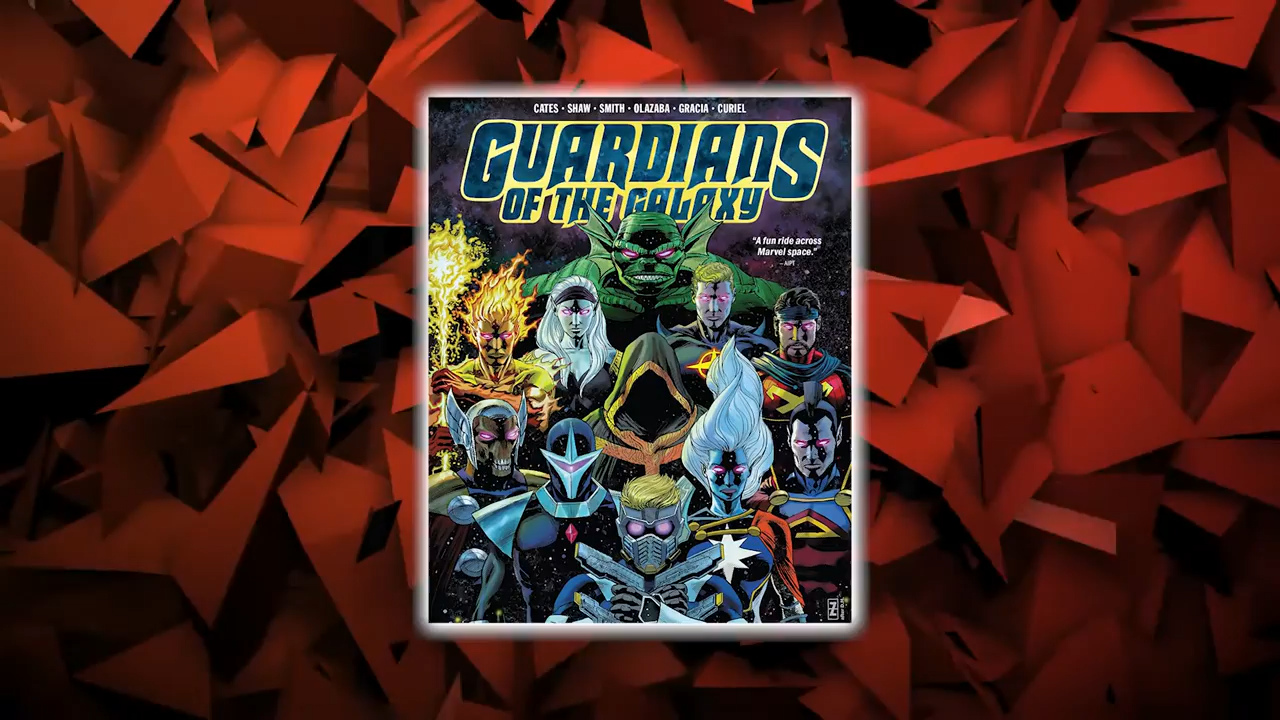 CATES • SHAW • SMITH • OLAZABA • GRACIA • CURIEL
GUARDIANS
OF THE GALAXY
"A fun ride across
Marvel space."
—AIPT